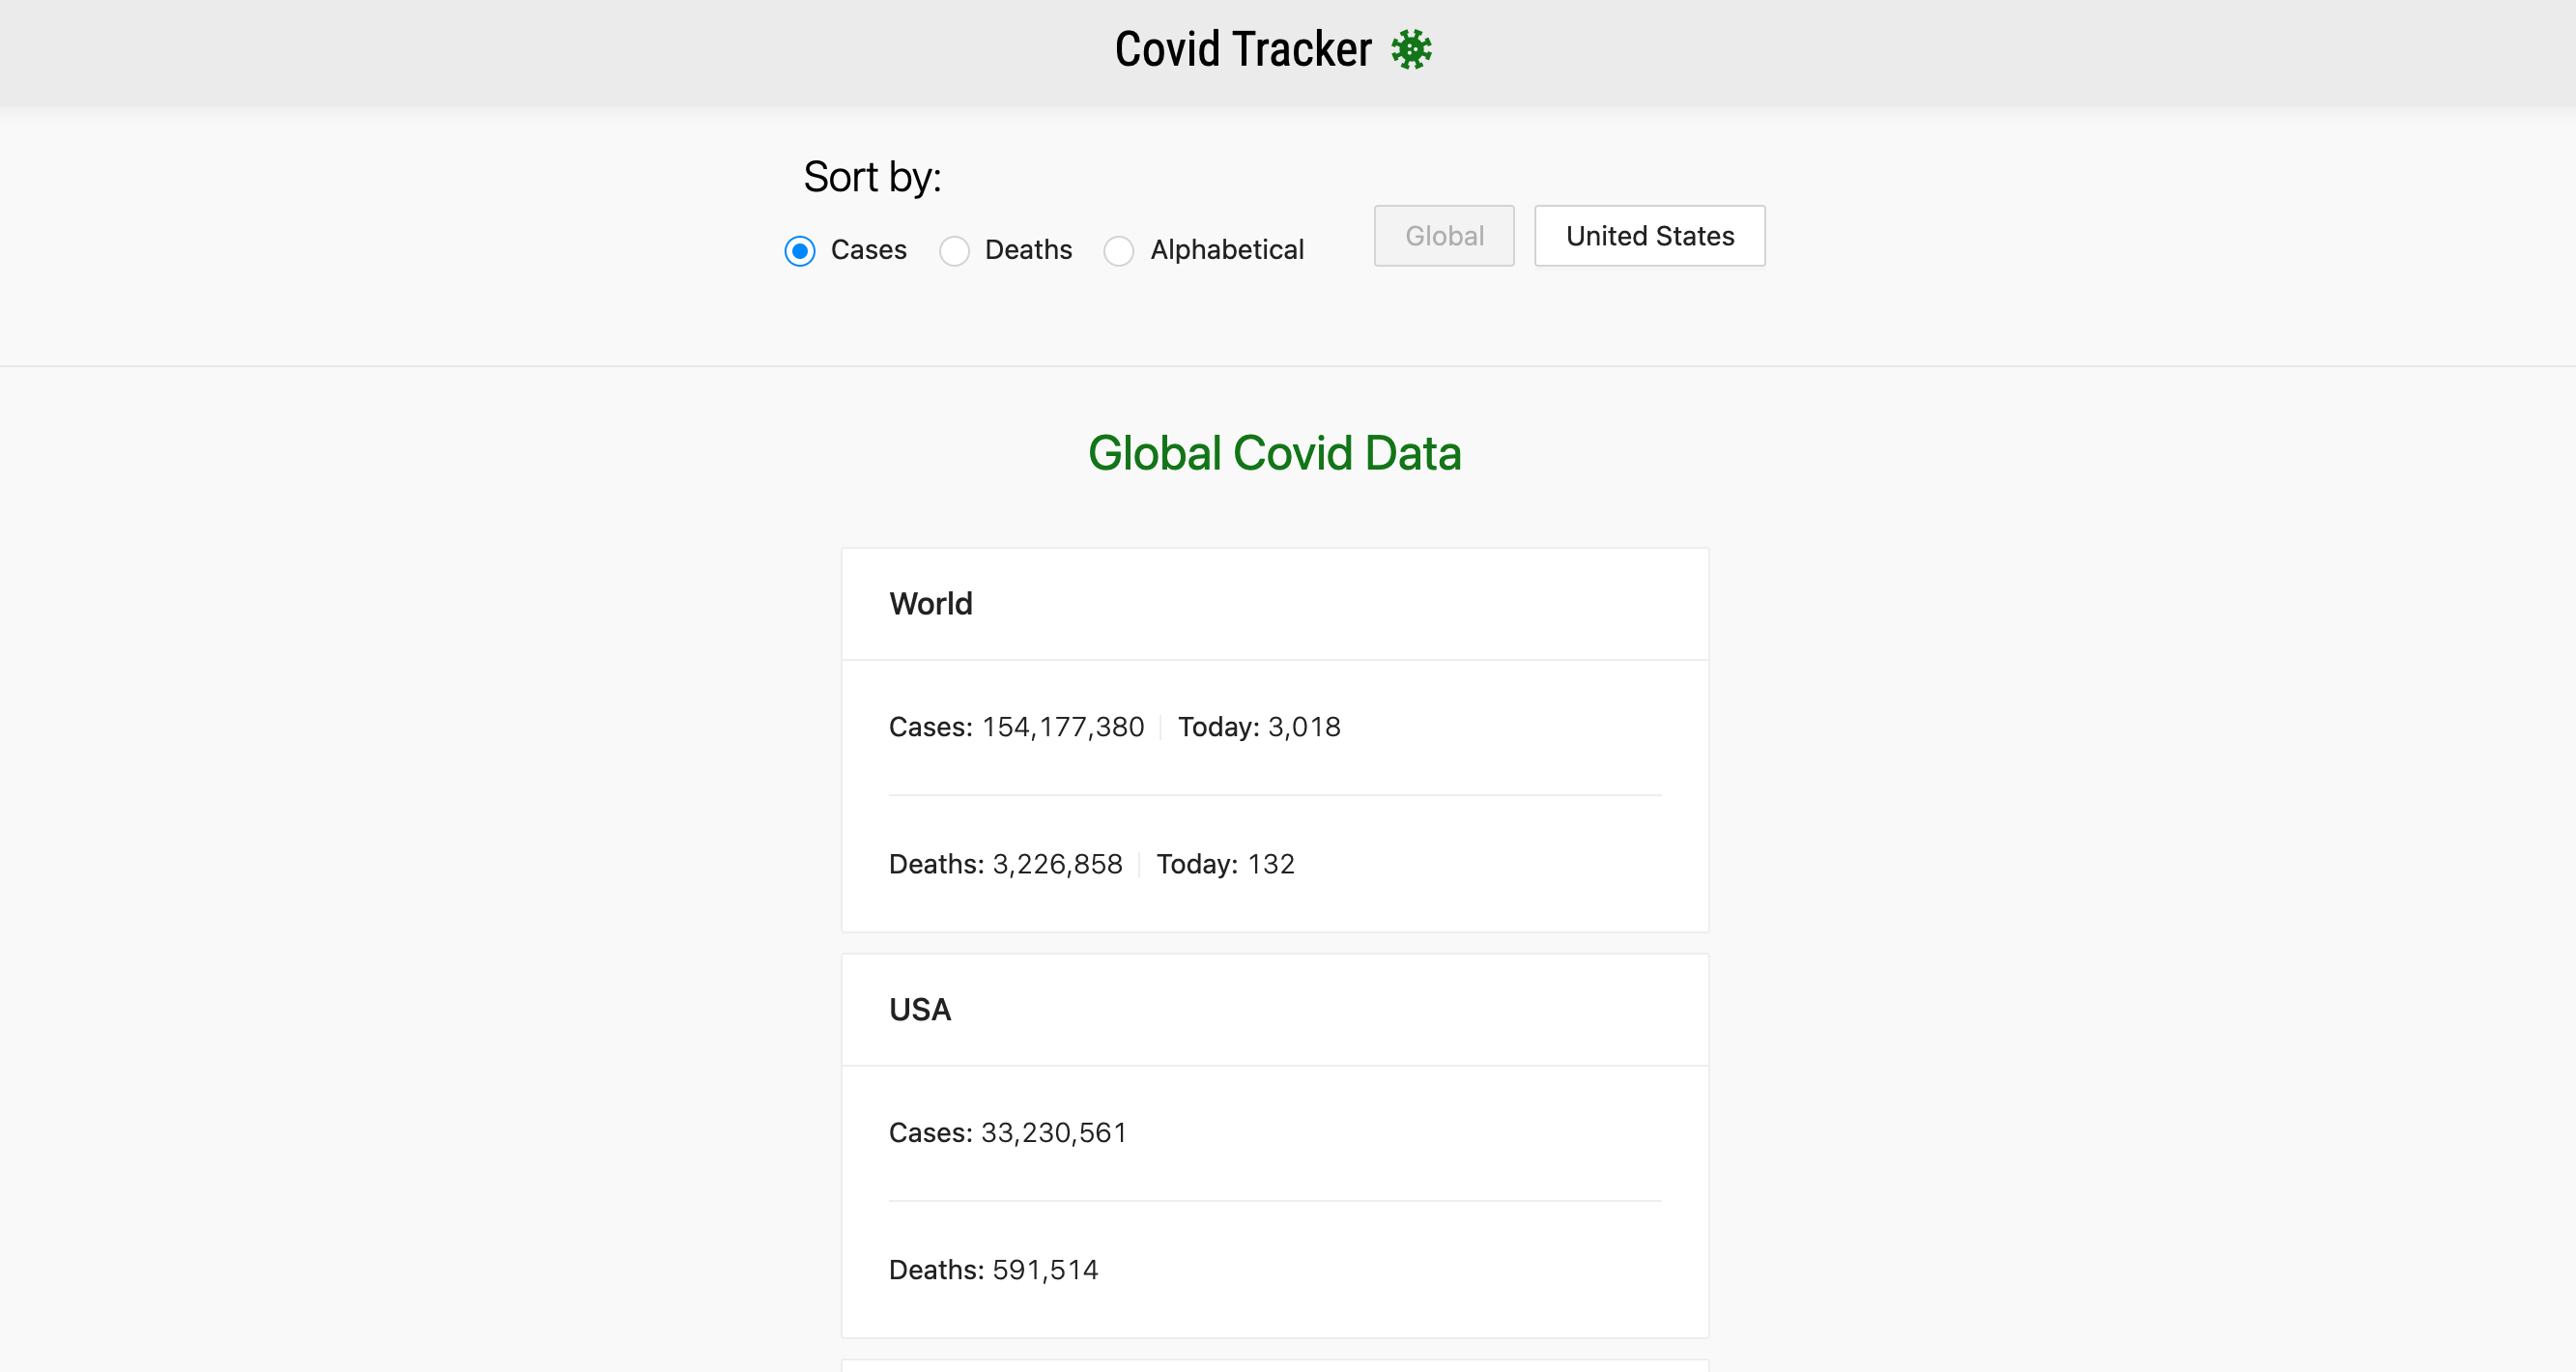 Covid Tracker
Sort by:
Cases Deaths Alphabetical Global United States
Global Covid Data
World
Cases: 154,177,380 Today: 3,018
Deaths: 3,226,858 Today: 132
USA
Cases: 33,230,561
Deaths: 591,514